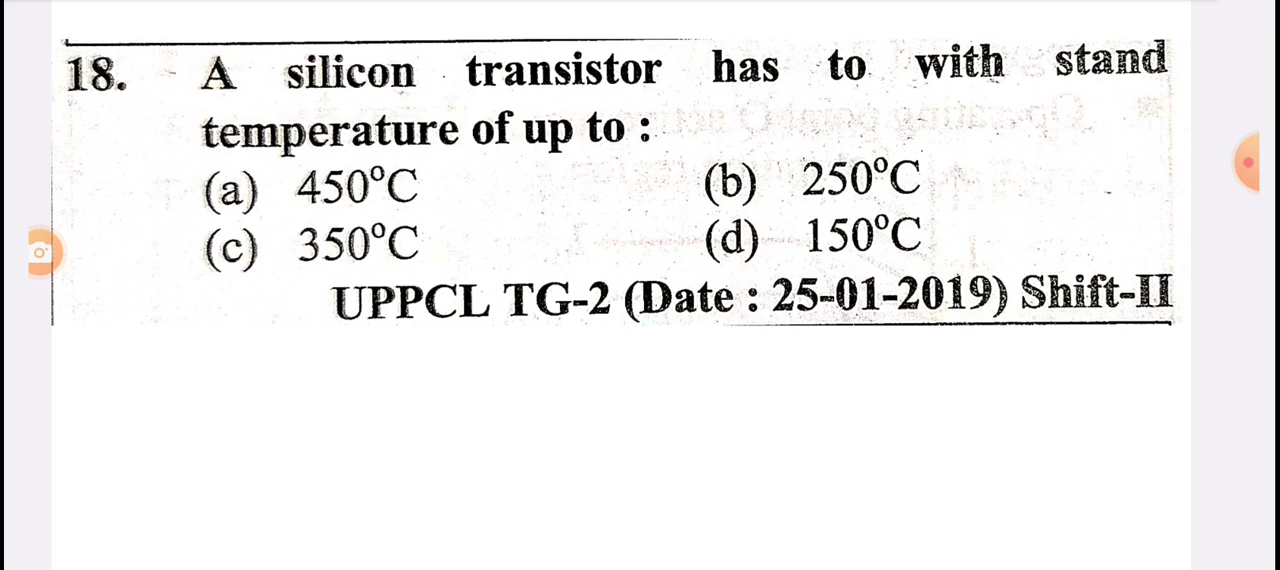 18. A silicon transistor has to with stand
temperature of up to :
(a) 450°C (b) 250°C
(c) 350°C (d) 150°C
UPPCL TG-2 (Date : 25-01-2019) Shift-II